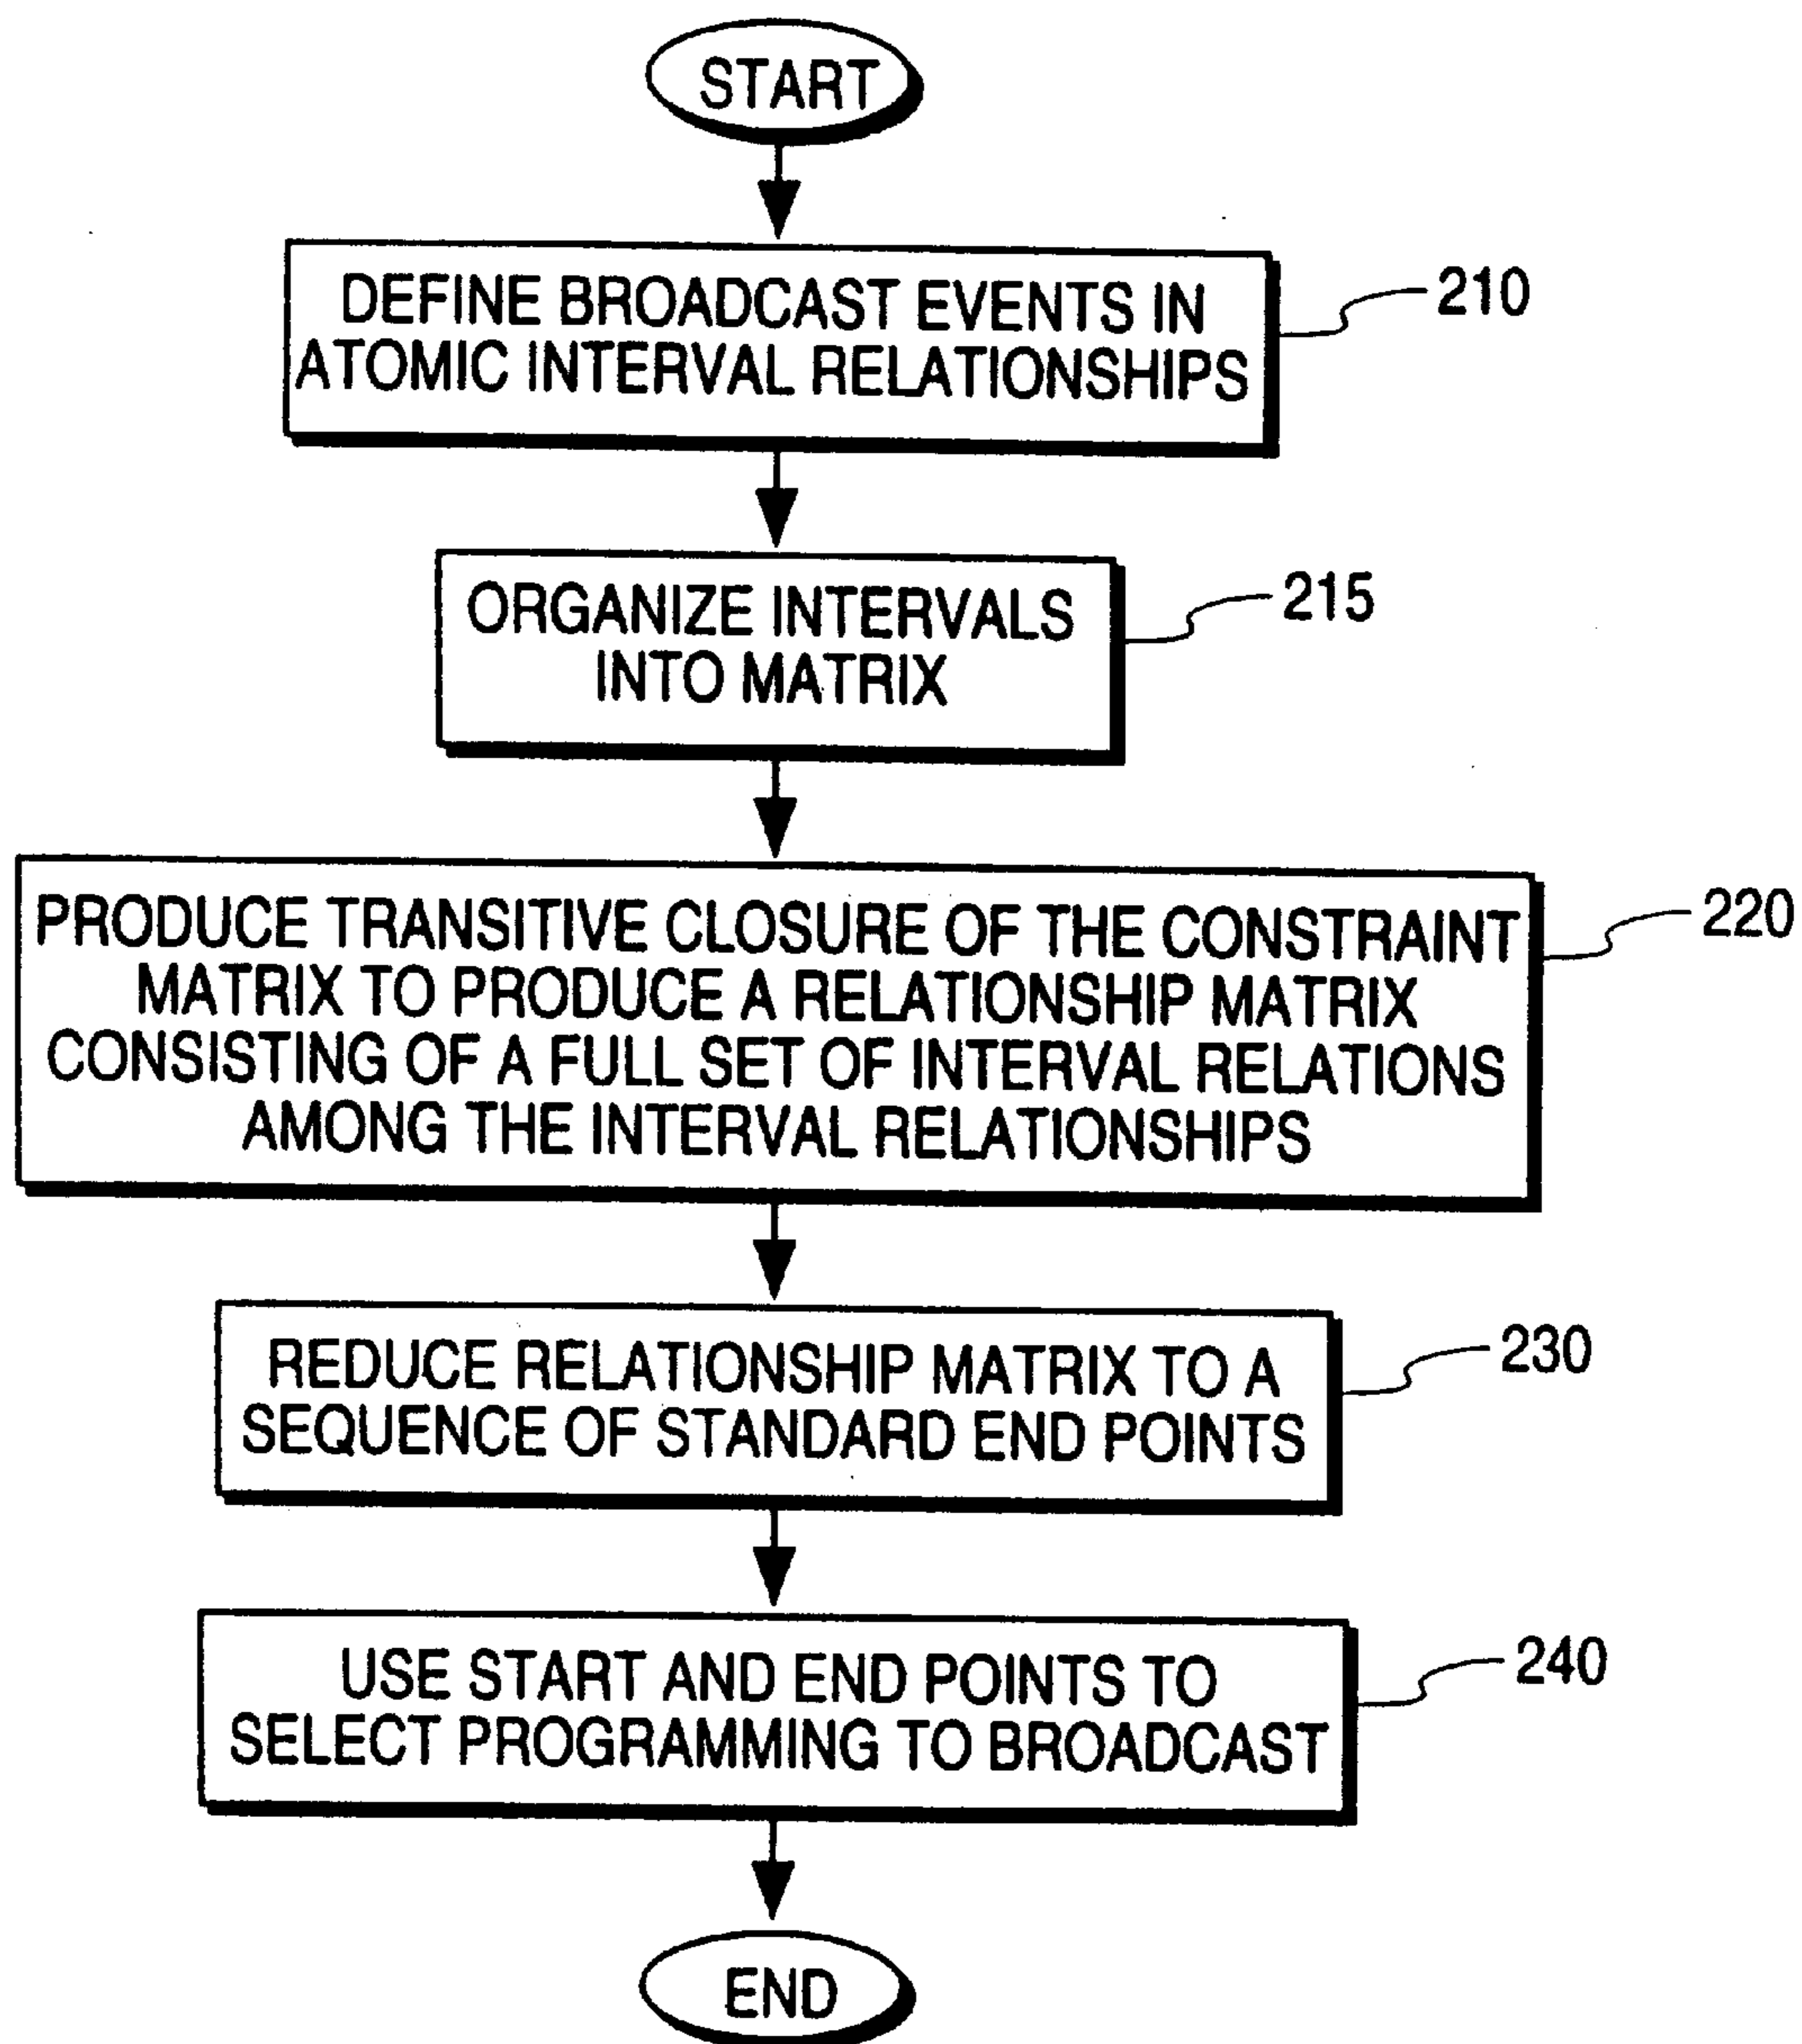 START
DEFINE BROADCAST EVENTS IN
ATOMIC INTERVAL RELATIONSHIPS
210
ORGANIZE INTERVALS
INTO MATRIX
215
PRODUCE TRANSITIVE CLOSURE OF THE CONSTRAINT
MATRIX TO PRODUCE A RELATIONSHIP MATRIX
CONSISTING OF A FULL SET OF INTERVAL RELATIONS
AMONG THE INTERVAL RELATIONSHIPS
220
REDUCE RELATIONSHIP MATRIX TO A
SEQUENCE OF STANDARD END POINTS
230
USE START AND END POINTS TO
SELECT PROGRAMMING TO BROADCAST
240
END